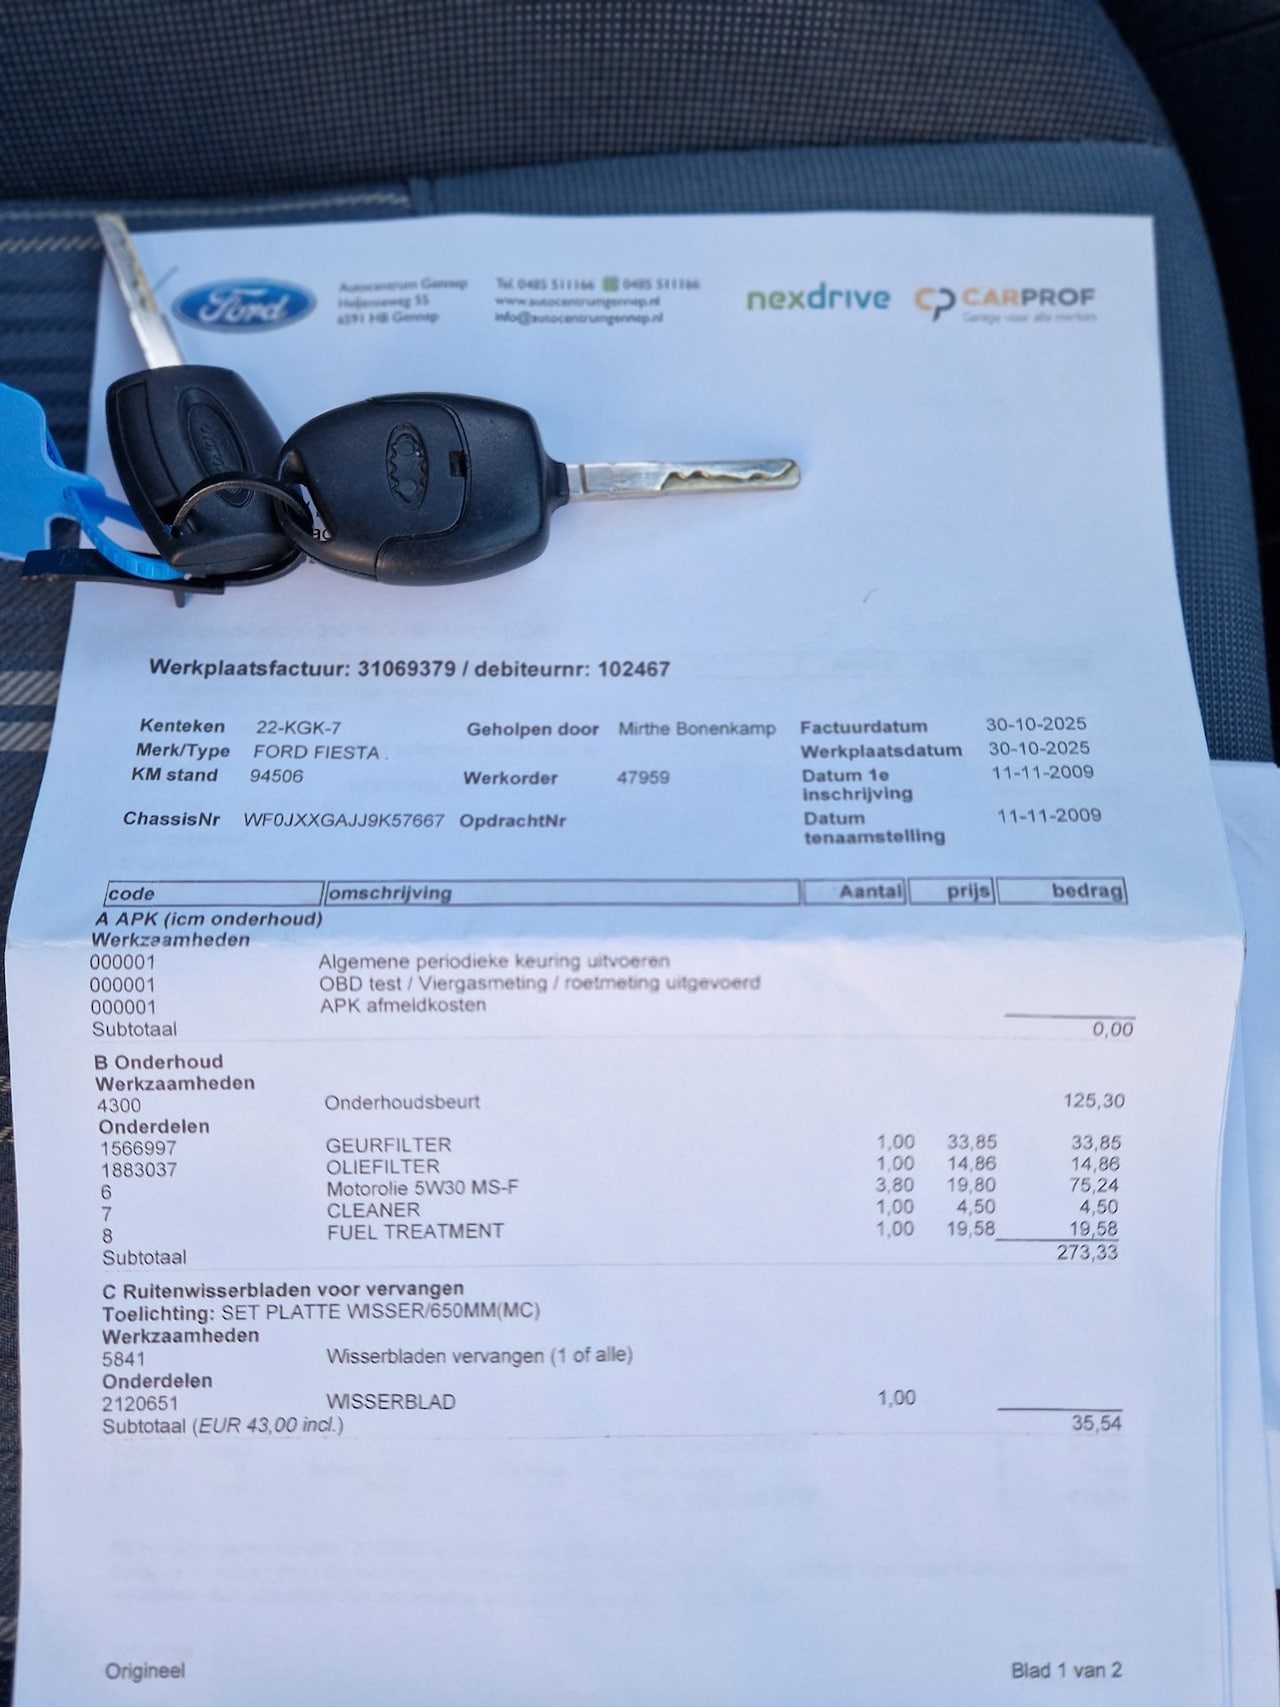 Ford
Autocentrum Gennep
Heijenseweg 55
6591 HB Gennep
Tel. 0485 511166 0485 511166
www.autocentrumgennep.nl
info@autocentrumgennep.nl
nexdrive
CP CARPROF
Garage voor alle merken
Werkplaatsfactuur: 31069379 / debiteurnr: 102467
Kenteken 22-KGK-7 Geholpen door Mirthe Bonenkamp Factuurdatum 30-10-2025
Merk/Type FORD FIESTA . Werkplaatsdatum 30-10-2025
KM stand 94506 Werkorder 47959 Datum 1e inschrijving 11-11-2009
ChassisNr WF0JXXGAJJ9K57667 OpdrachtNr Datum tenaamstelling 11-11-2009
code omschrijving Aantal prijs bedrag
A APK (icm onderhoud)
Werkzaamheden
000001 Algemene periodieke keuring uitvoeren
000001 OBD test / Viergasmeting / roetmeting uitgevoerd
000001 APK afmeldkosten
Subtotaal 0,00
B Onderhoud
Werkzaamheden
4300 Onderhoudsbeurt 125,30
Onderdelen
1566997 GEURFILTER 1,00 33,85 33,85
1883037 OLIEFILTER 1,00 14,86 14,86
6 Motorolie 5W30 MS-F 3,80 19,80 75,24
7 CLEANER 1,00 4,50 4,50
8 FUEL TREATMENT 1,00 19,58 19,58
Subtotaal 273,33
C Ruitenwisserbladen voor vervangen
Toelichting: SET PLATTE WISSER/650MM(MC)
Werkzaamheden
5841 Wisserbladen vervangen (1 of alle)
Onderdelen
2120651 WISSERBLAD 1,00
Subtotaal (EUR 43,00 incl.) 35,54
Origineel Blad 1 van 2